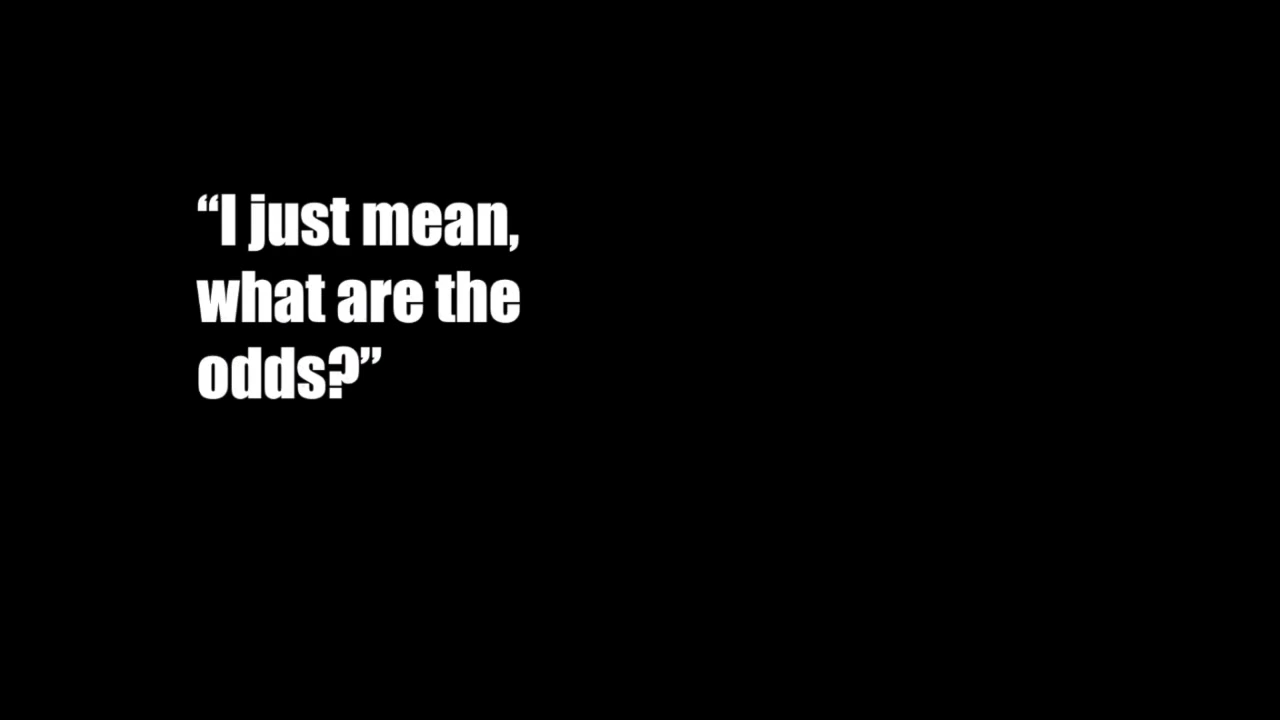 “I just mean,
what are the
odds?”